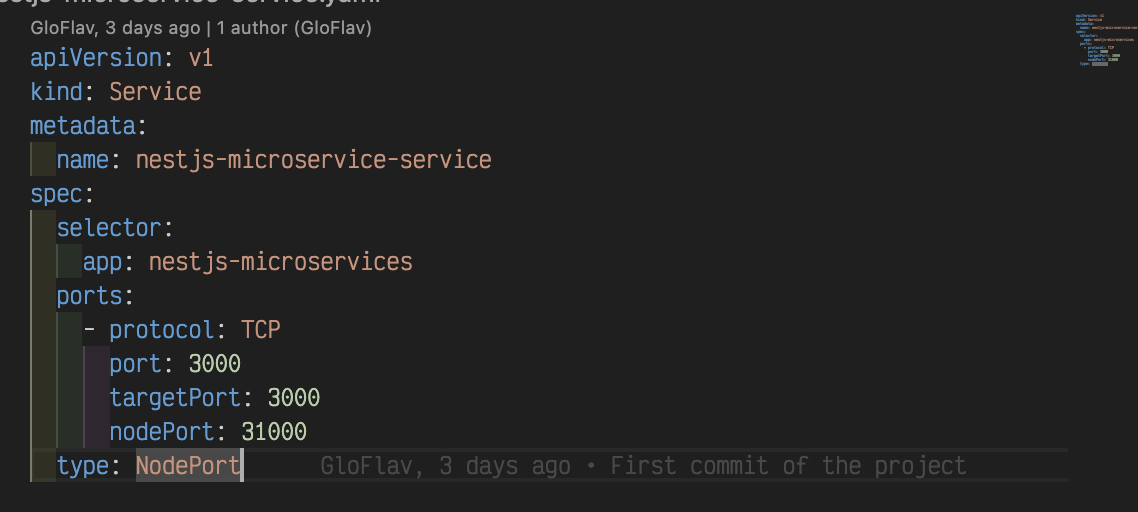 GloFlav, 3 days ago | 1 author (GloFlav)
apiVersion: v1
kind: Service
metadata:
  name: nestjs-microservice-service
spec:
  selector:
    app: nestjs-microservices
  ports:
    - protocol: TCP
      port: 3000
      targetPort: 3000
      nodePort: 31000
  type: NodePort GloFlav, 3 days ago • First commit of the project